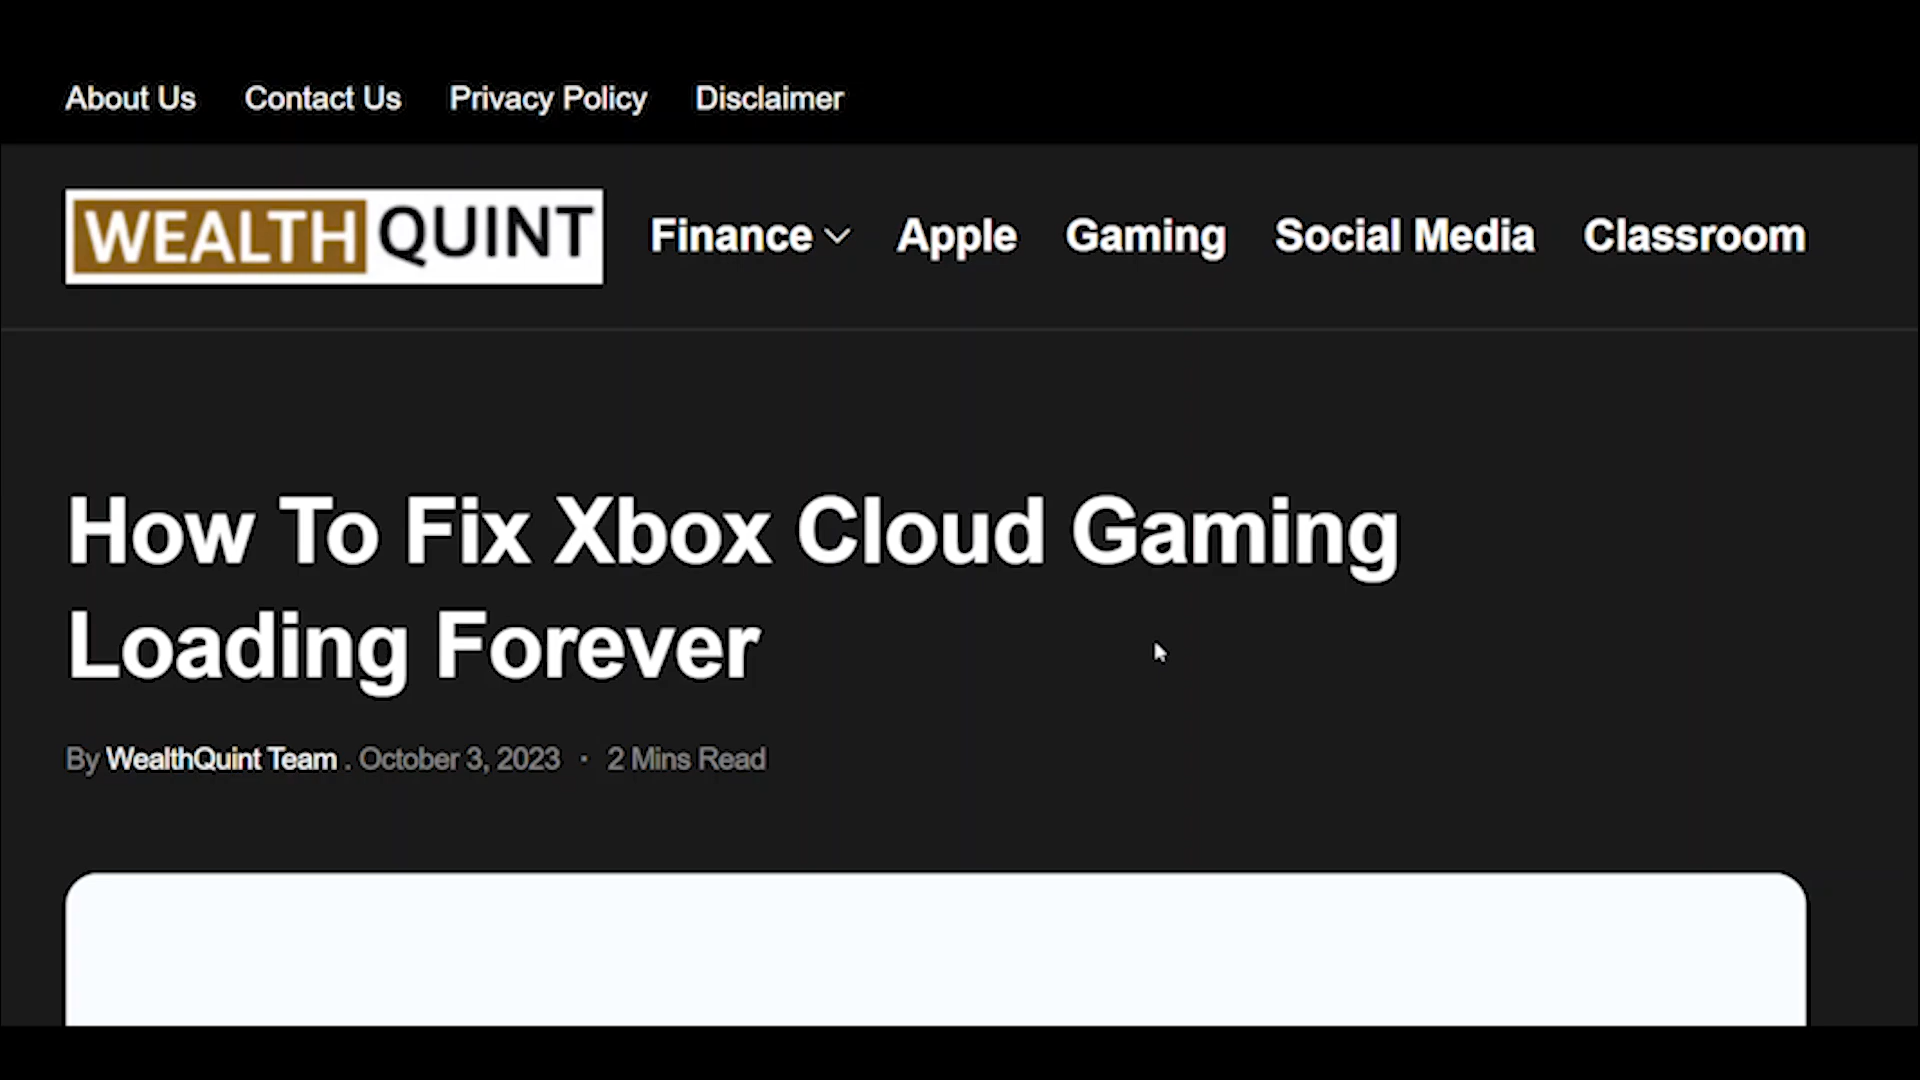 About Us Contact Us Privacy Policy Disclaimer
WEALTH QUINT Finance Apple Gaming Social Media Classroom
How To Fix Xbox Cloud Gaming
Loading Forever
By WealthQuint Team . October 3, 2023 · 2 Mins Read